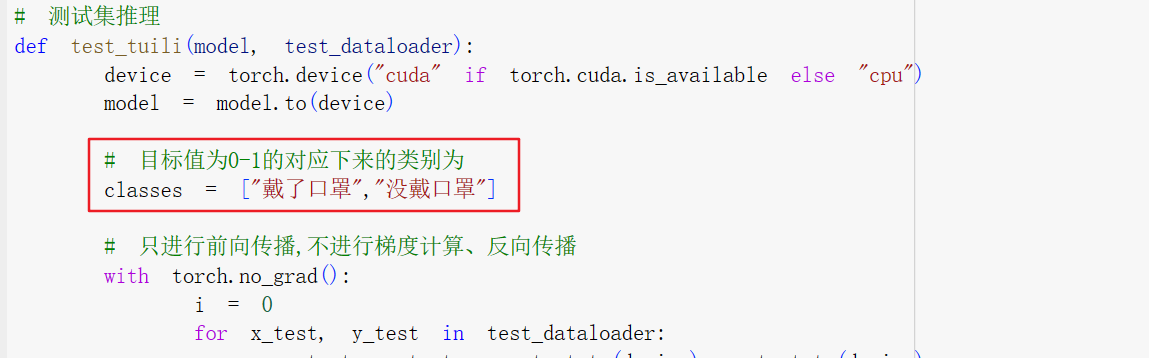 # 测试集推理
def test_tuili(model, test_dataloader):
device = torch.device("cuda" if torch.cuda.is_available else "cpu")
model = model.to(device)
# 目标值为0-1的对应下来的类别为
classes = ["戴了口罩","没戴口罩"]
# 只进行前向传播,不进行梯度计算、反向传播
with torch.no_grad():
i = 0
for x_test, y_test in test_dataloader: